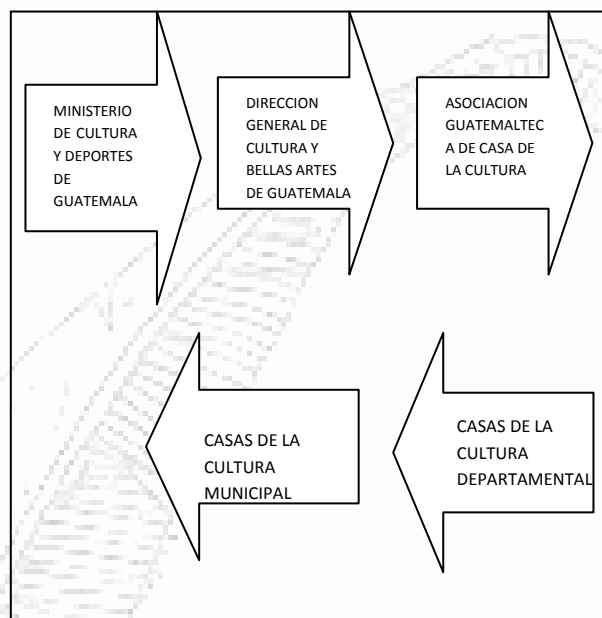 MINISTERIO
DE CULTURA
Y DEPORTES
DE
GUATEMALA
DIRECCION
GENERAL DE
CULTURA Y
BELLAS ARTES
DE GUATEMALA
ASOCIACION
GUATEMALTEC
A DE CASA DE
LA CULTURA
CASAS DE LA
CULTURA
DEPARTAMENTAL
CASAS DE LA
CULTURA
MUNICIPAL